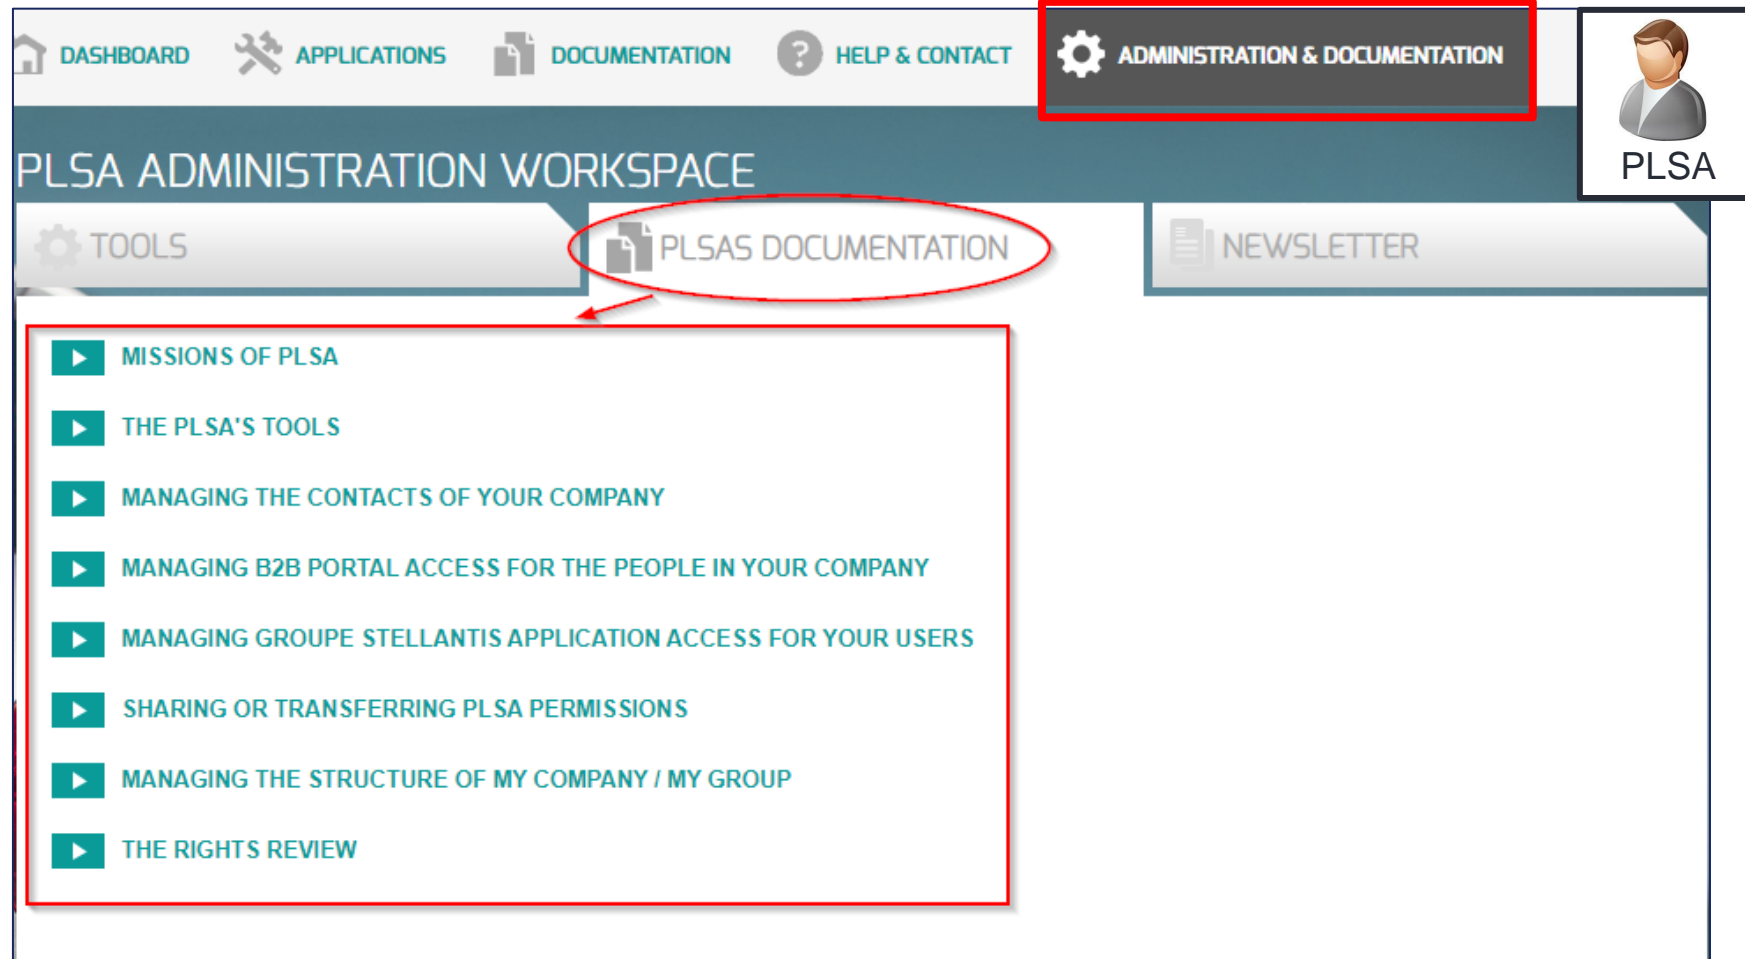 DASHBOARD
APPLICATIONS
DOCUMENTATION
HELP & CONTACT
ADMINISTRATION & DOCUMENTATION
PLSA
PLSA ADMINISTRATION WORKSPACE
TOOLS
PLSAS DOCUMENTATION
NEWSLETTER
MISSIONS OF PLSA
THE PLSA'S TOOLS
MANAGING THE CONTACTS OF YOUR COMPANY
MANAGING B2B PORTAL ACCESS FOR THE PEOPLE IN YOUR COMPANY
MANAGING GROUPE STELLANTIS APPLICATION ACCESS FOR YOUR USERS
SHARING OR TRANSFERRING PLSA PERMISSIONS
MANAGING THE STRUCTURE OF MY COMPANY / MY GROUP
THE RIGHTS REVIEW